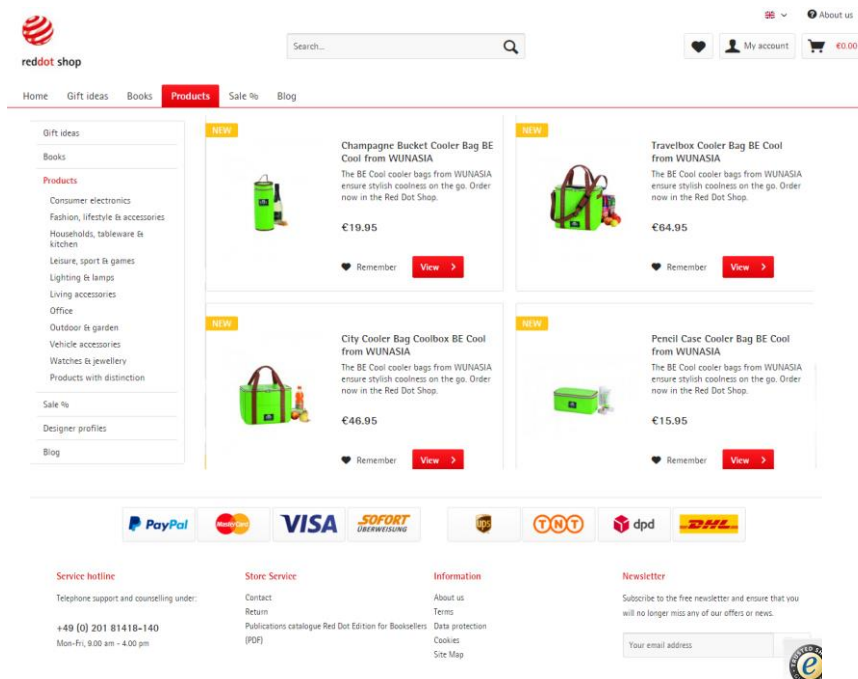 About us
reddot shop
Search...
My account
€0.00
Home Gift ideas Books Products Sale % Blog
Gift ideas
Books
Products
Consumer electronics
Fashion, lifestyle & accessories
Households, tableware &
kitchen
Leisure, sport & games
Lighting & lamps
Living accessories
Office
Outdoor & garden
Vehicle accessories
Watches & jewellery
Products with distinction
Sale %
Designer profiles
Blog
NEW
Champagne Bucket Cooler Bag BE
Cool from WUNASIA
The BE Cool cooler bags from WUNASIA
ensure stylish coolness on the go. Order
now in the Red Dot Shop.
€19.95
Remember View
NEW
Travelbox Cooler Bag BE Cool
from WUNASIA
The BE Cool cooler bags from WUNASIA
ensure stylish coolness on the go. Order
now in the Red Dot Shop.
€64.95
Remember View
NEW
City Cooler Bag Coolbox BE Cool
from WUNASIA
The BE Cool cooler bags from WUNASIA
ensure stylish coolness on the go. Order
now in the Red Dot Shop.
€46.95
Remember View
NEW
Pencil Case Cooler Bag BE Cool
from WUNASIA
The BE Cool cooler bags from WUNASIA
ensure stylish coolness on the go. Order
now in the Red Dot Shop.
€15.95
Remember View
PayPal MasterCard VISA SOFORT ups TNT dpd DHL
ÜBERWEISUNG
Service hotline
Telephone support and counselling under:
+49 (0) 201 81418-140
Mon-Fri, 9.00 am - 4.00 pm
Store Service
Contact
Return
Publications catalogue Red Dot Edition for Booksellers
(PDF)
Information
About us
Terms
Data protection
Cookies
Site Map
Newsletter
Subscribe to the free newsletter and ensure that you
will no longer miss any of our offers or news.
Your email address